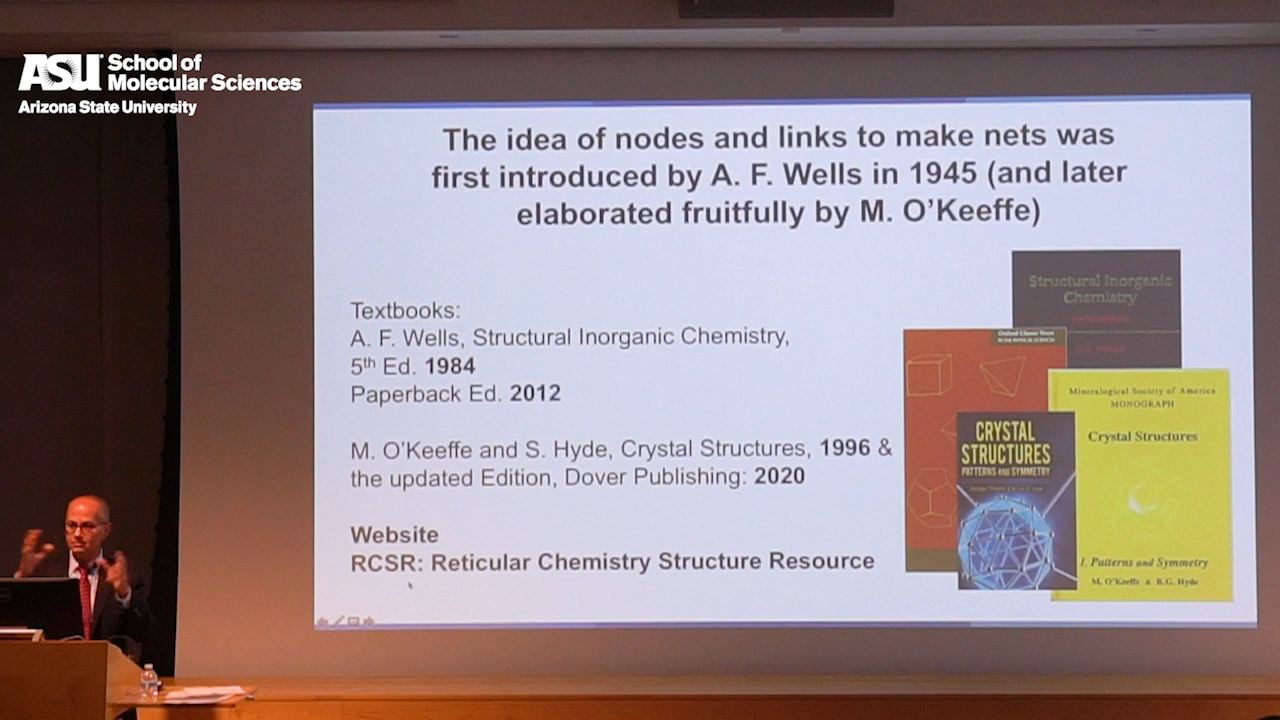 ASU School of
Molecular Sciences
Arizona State University
The idea of nodes and links to make nets was
first introduced by A. F. Wells in 1945 (and later
elaborated fruitfully by M. O'Keeffe)
Textbooks:
A. F. Wells, Structural Inorganic Chemistry,
5th Ed. 1984
Paperback Ed. 2012
M. O'Keeffe and S. Hyde, Crystal Structures, 1996 &
the updated Edition, Dover Publishing: 2020
Website
RCSR: Reticular Chemistry Structure Resource
Structural Inorganic
Chemistry
Mineralogical Society of America
MONOGRAPH
Crystal Structures
I. Patterns and Symmetry
M. O'Keeffe & B.G. Hyde
CRYSTAL
STRUCTURES
PATTERNS AND SYMMETRY